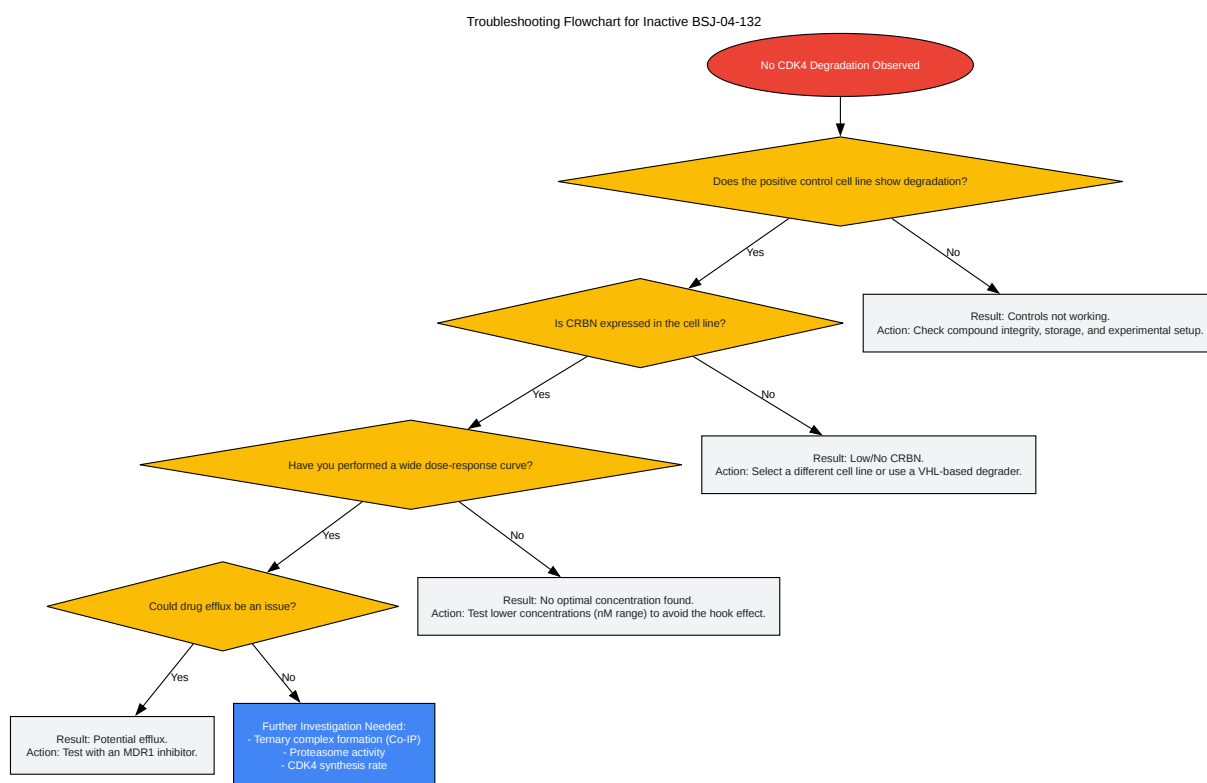 Troubleshooting Flowchart for Inactive BSJ-04-132
No CDK4 Degradation Observed
Does the positive control cell line show degradation?
Yes
No
Is CRBN expressed in the cell line?
Result: Controls not working.
Action: Check compound integrity, storage, and experimental setup.
Yes
No
Have you performed a wide dose-response curve?
Result: Low/No CRBN.
Action: Select a different cell line or use a VHL-based degrader.
Yes
No
Could drug efflux be an issue?
Result: No optimal concentration found.
Action: Test lower concentrations (nM range) to avoid the hook effect.
Yes
No
Result: Potential efflux.
Action: Test with an MDR1 inhibitor.
Further Investigation Needed:
- Ternary complex formation (Co-IP)
- Proteasome activity
- CDK4 synthesis rate